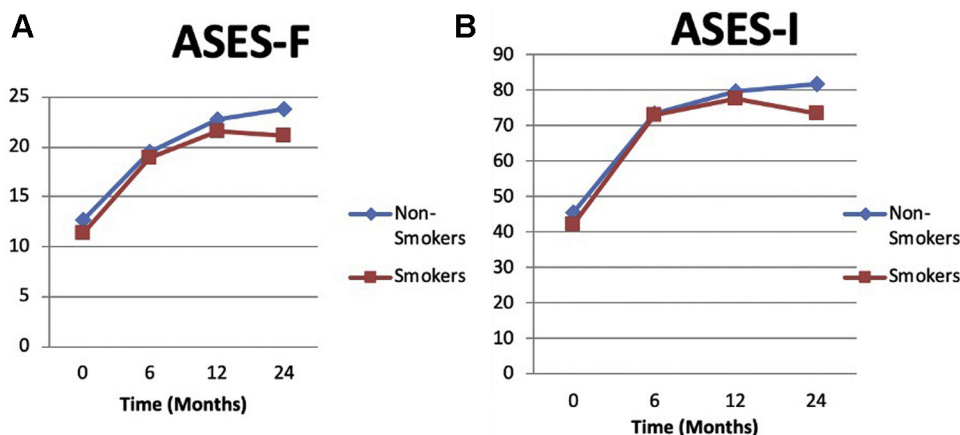 A
ASES-F
25
20
15
10
5
0
0 6 12 24
Time (Months)
Non-
Smokers
Smokers
B
ASES-I
90
80
70
60
50
40
30
20
10
0
0 6 12 24
Time (Months)
Non-
Smokers
Smokers